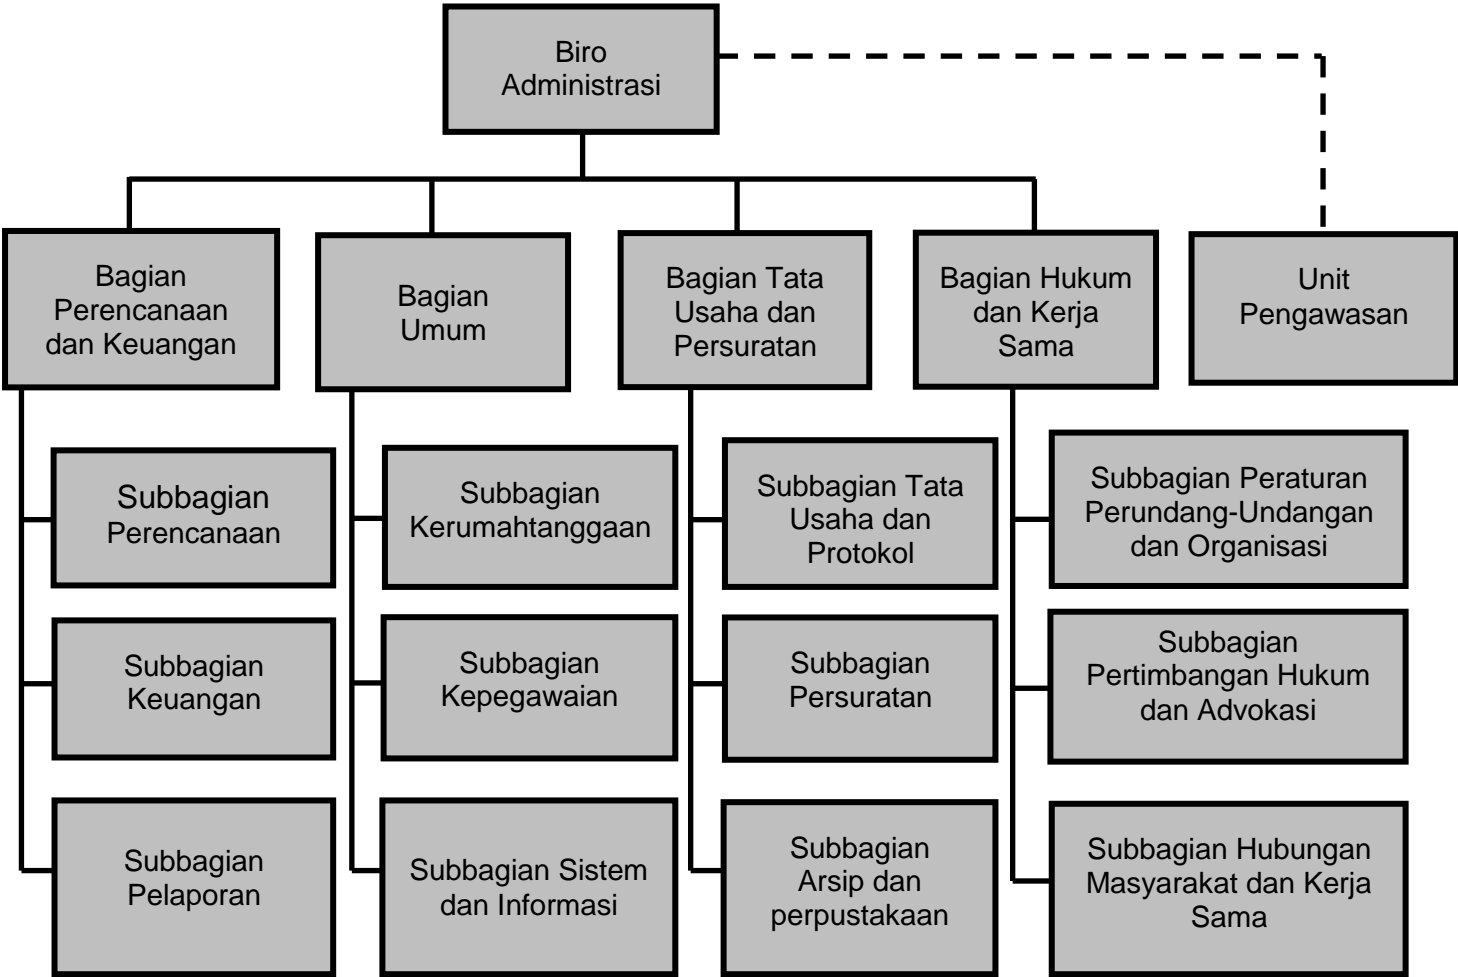 Biro
Administrasi
Bagian
Perencanaan
dan Keuangan
Bagian
Umum
Bagian Tata
Usaha dan
Persuratan
Bagian Hukum
dan Kerja
Sama
Unit
Pengawasan
Subbagian
Perencanaan
Subbagian
Kerumahtanggaan
Subbagian Tata
Usaha dan
Protokol
Subbagian Peraturan
Perundang-Undangan
dan Organisasi
Subbagian
Keuangan
Subbagian
Kepegawaian
Subbagian
Persuratan
Subbagian
Pertimbangan Hukum
dan Advokasi
Subbagian
Pelaporan
Subbagian Sistem
dan Informasi
Subbagian
Arsip dan
perpustakaan
Subbagian Hubungan
Masyarakat dan Kerja
Sama